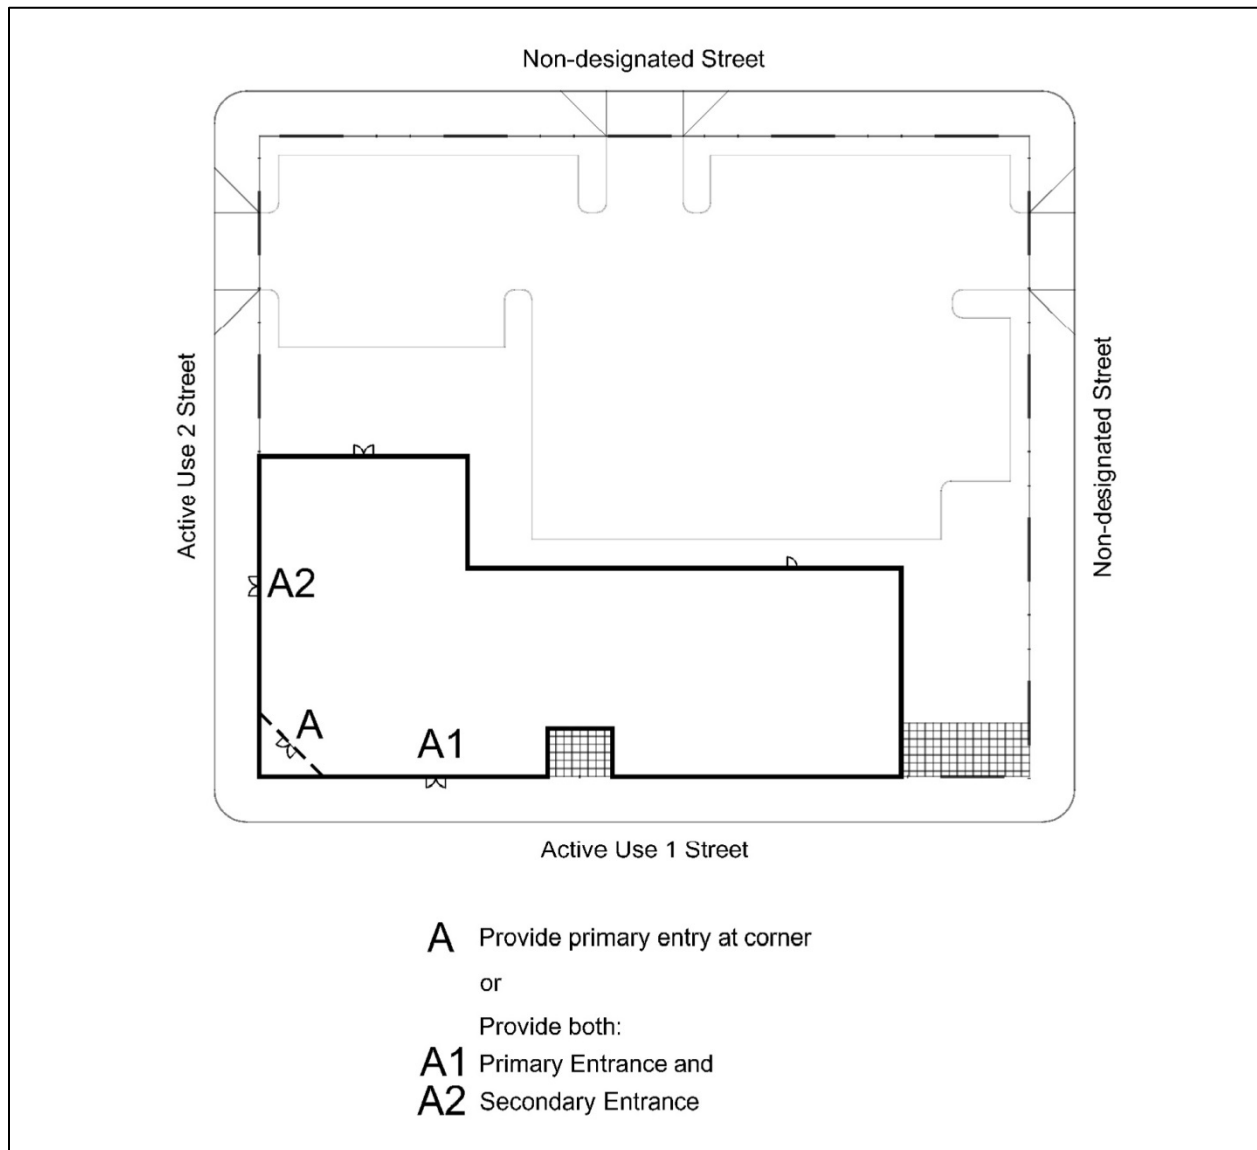 Non-designated Street
Active Use 2 Street
Non-designated Street
A2
A
A1
Active Use 1 Street
A Provide primary entry at corner
or
Provide both:
A1 Primary Entrance and
A2 Secondary Entrance